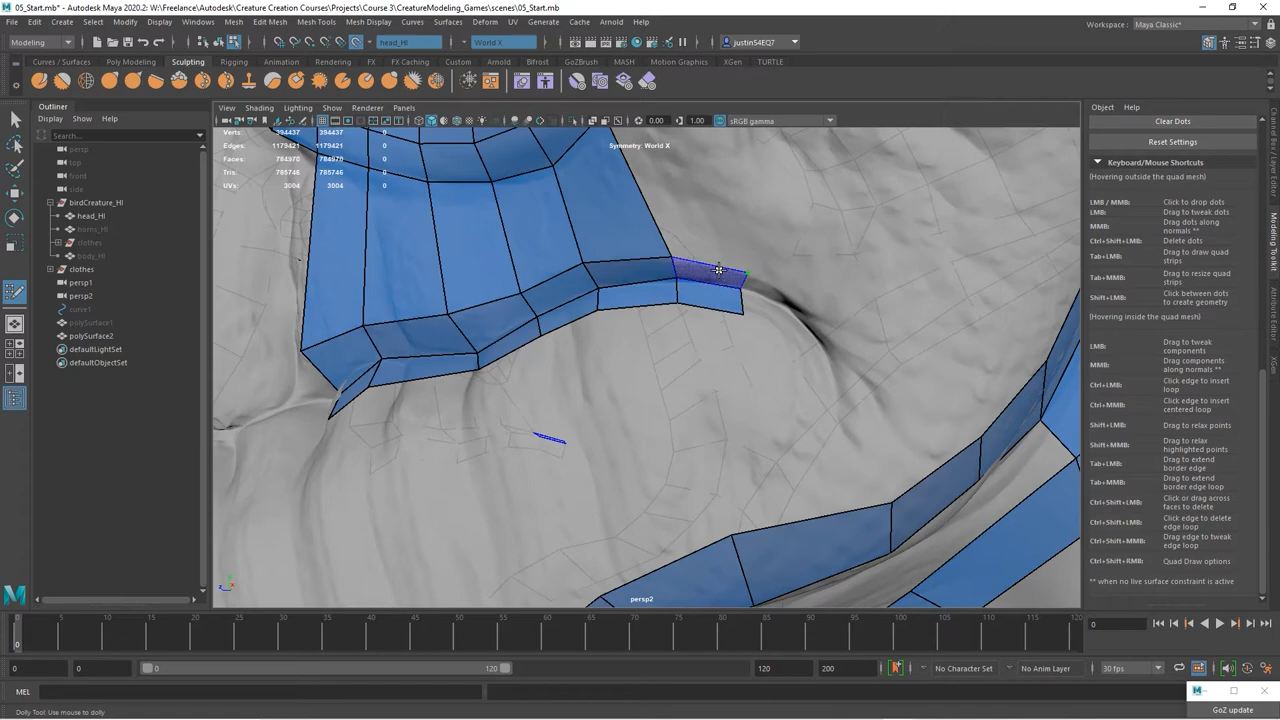 05_Start.mb* - Autodesk Maya 2020.2: F:\Freelance\Autodesk\Creature Creation Courses\Projects\Course 3\CreatureModeling_Games\scenes\05_Start.mb
File Edit Create Select Modify Display Windows Mesh Edit Mesh Mesh Tools Mesh Display Curves Surfaces Deform UV Generate Cache Arnold Help
Workspace : Maya Classic*
Modeling
head_HI
World X
justin54EQ7
Curves / Surfaces Poly Modeling Sculpting Rigging Animation Rendering FX FX Caching Custom Arnold Bifrost GoZBrush MASH Motion Graphics XGen TURTLE
Outliner
Display Show Help
Search...
persp
top
front
side
birdCreature_HI
head_HI
horns_HI
clothes
body_HI
clothes
persp1
persp2
curve1
polySurface1
polySurface2
defaultLightSet
defaultObjectSet
View Shading Lighting Show Renderer Panels
0.00 1.00 sRGB gamma
Verts: 394437 394437 0
Edges: 1179421 1179421 0
Faces: 784970 784970 0
Tris: 785746 785746 0
UVs: 3004 3004 0
Symmetry: World X
persp2
Object Help
Clear Dots
Reset Settings
Keyboard/Mouse Shortcuts
(Hovering outside the quad mesh)
LMB / MMB: Click to drop dots
LMB: Drag to tweak dots
MMB: Drag dots along normals **
Ctrl+Shift+LMB: Delete dots
Tab+LMB: Drag to draw quad strips
Tab+MMB: Drag to resize quad strips
Shift+LMB: Click between dots to create geometry
(Hovering inside the quad mesh)
LMB: Drag to tweak components
MMB: Drag components along normals **
Ctrl+LMB: Click edge to insert loop
Ctrl+MMB: Click edge to insert centered loop
Shift+LMB: Drag to relax points
Shift+MMB: Drag to relax highlighted points
Tab+LMB: Drag to extend border edge
Tab+MMB: Drag to extend border edge loop
Ctrl+Shift+LMB: Click or drag across faces to delete
Ctrl+Shift+LMB: Click edge to delete edge loop
Ctrl+Shift+MMB: Drag edge to tweak edge loop
Ctrl+Shift+RMB: Quad Draw options
** when no live surface constraint is active
Channel Box / Layer Editor
Attribute Editor
Modeling Toolkit
XGen
0 5 10 15 20 25 30 35 40 45 50 55 60 65 70 75 80 85 90 95 100 105 110 115 120
0
0
0 0 0 120 120 200 No Character Set No Anim Layer 30 fps
MEL
Dolly Tool: Use mouse to dolly
GoZ update